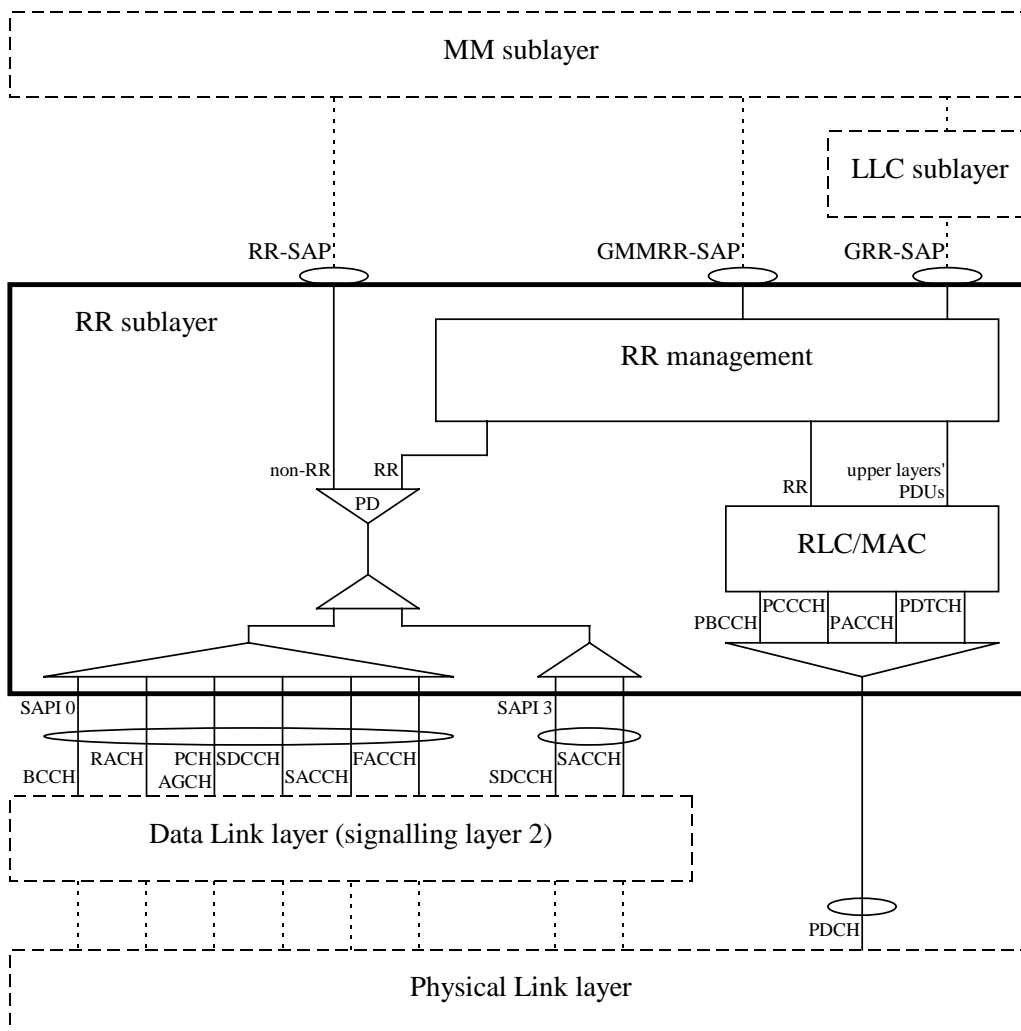 MM sublayer
LLC sublayer
RR-SAP
GMMRR-SAP
GRR-SAP
RR sublayer
RR management
non-RR
RR
PD
RR
upper layers'
PDUs
RLC/MAC
PBCCH
PCCCH
PACCH
PDTCH
SAPI 0
SAPI 3
BCCH
RACH
PCH
AGCH
SDCCH
SACCH
FACCH
SDCCH
SACCH
Data Link layer (signalling layer 2)
PDCH
Physical Link layer